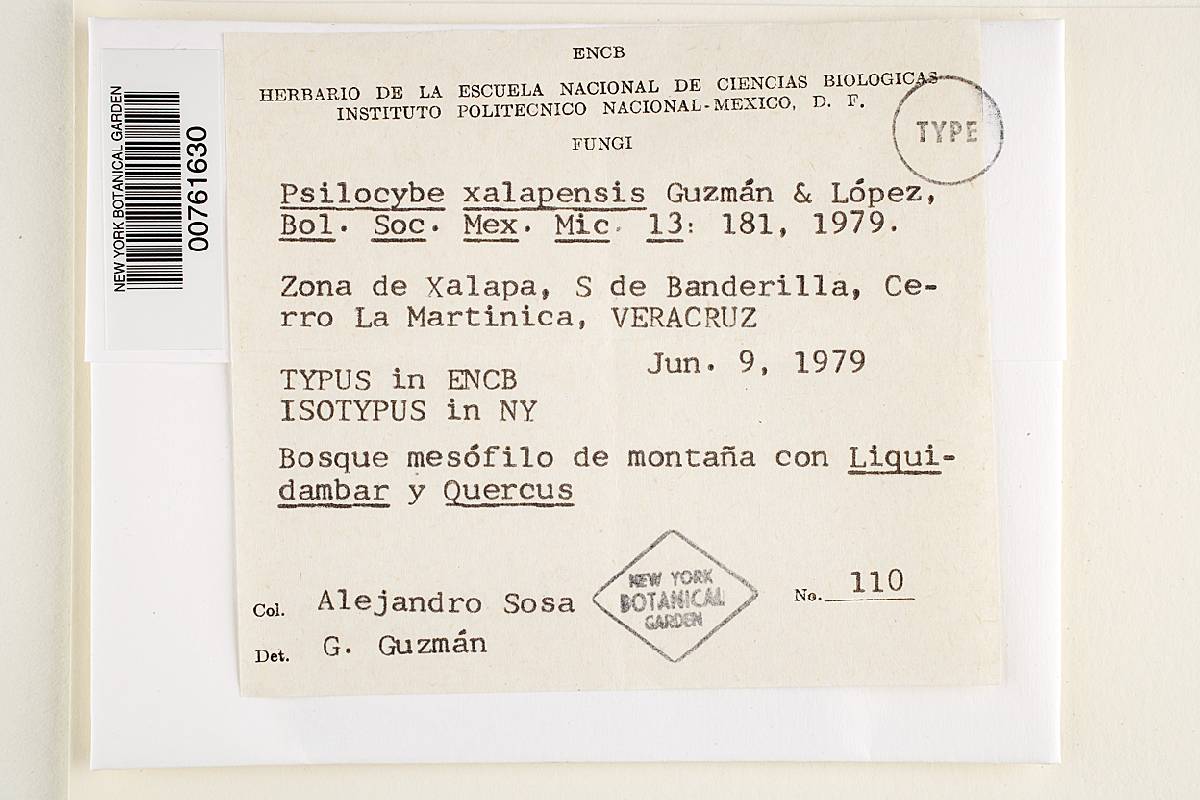 NEW YORK BOTANICAL GARDEN
00761630
ENCB
HERBARIO DE LA ESCUELA NACIONAL DE CIENCIAS BIOLOGICAS
INSTITUTO POLITECNICO NACIONAL-MEXICO, D. F.
TYPE
FUNGI
Psilocybe xalapensis Guzmán & López,
Bol. Soc. Mex. Mic. 13: 181, 1979.
Zona de Xalapa, S de Banderilla, Ce-
rro La Martinica, VERACRUZ
Jun. 9, 1979
TYPUS in ENCB
ISOTYPUS in NY
Bosque mesófilo de montaña con Liqui-
dambar y Quercus
Col. Alejandro Sosa
NEW YORK
BOTANICAL
GARDEN
No. 110
Det. G. Guzmán